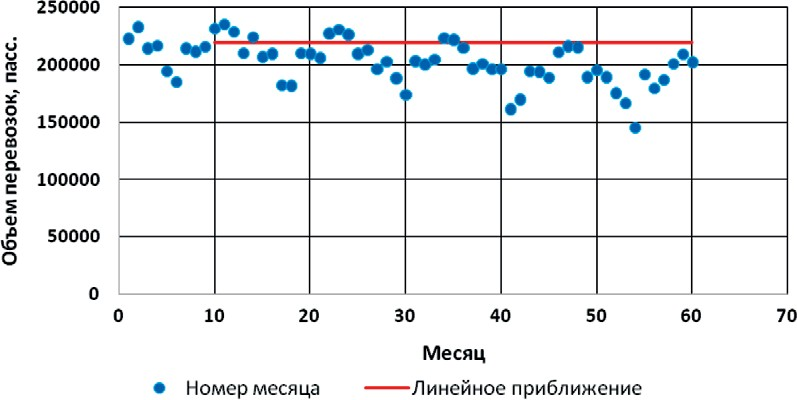 250000
200000
150000
100000
50000
0
Объем перевозок, пасс.
0 10 20 30 40 50 60 70
Месяц
Номер месяца Линейное приближение